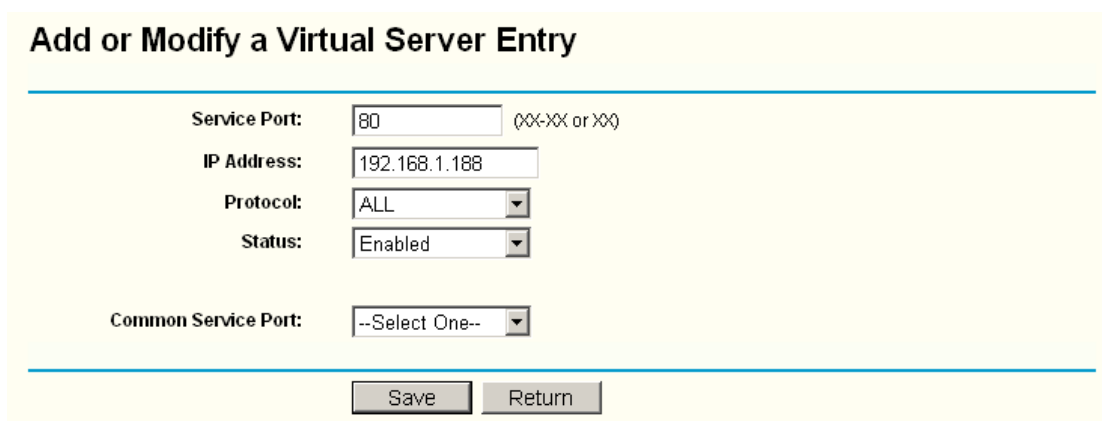 Add or Modify a Virtual Server Entry
Service Port: 80 (XX-XX or XX)
IP Address: 192.168.1.188
Protocol: ALL
Status: Enabled
Common Service Port: --Select One--
Save Return